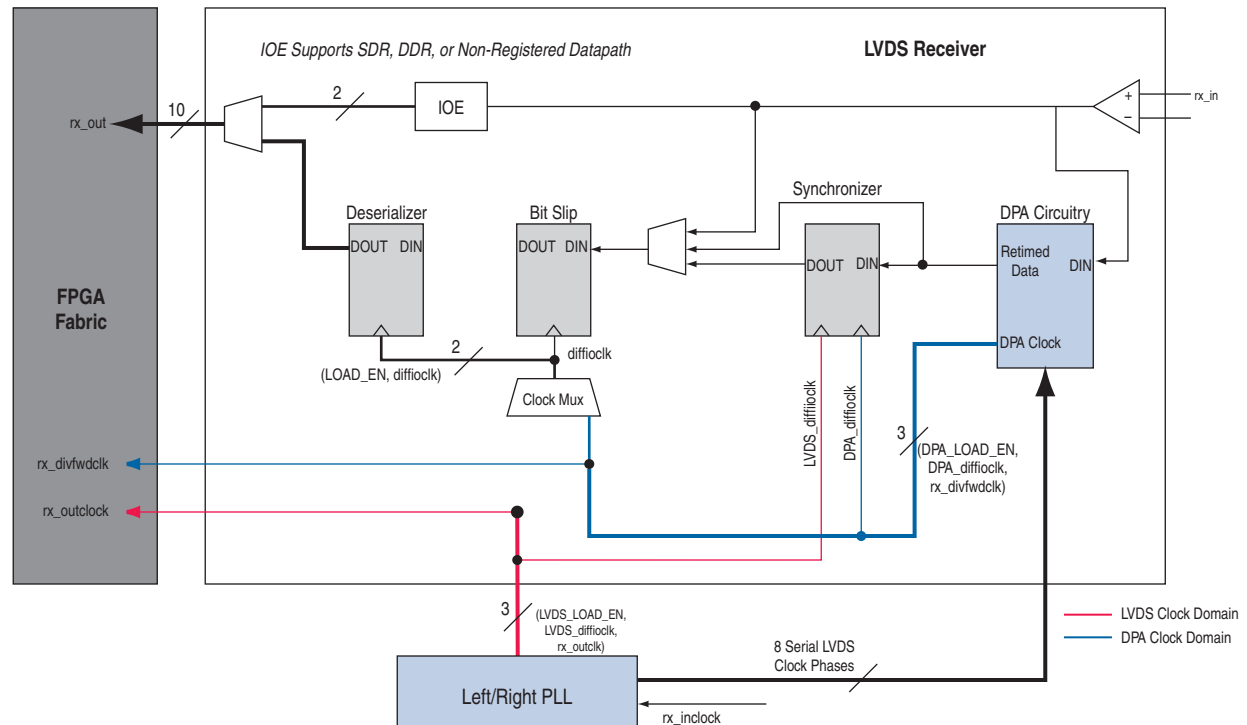 IOE Supports SDR, DDR, or Non-Registered Datapath
LVDS Receiver
2
IOE
+
−
rx_in
10
rx_out
Synchronizer
Deserializer
Bit Slip
DPA Circuitry
DOUT DIN
DOUT DIN
DOUT DIN
Retimed
Data
DIN
FPGA
Fabric
2
diffioclk
(LOAD_EN, diffioclk)
DPA Clock
Clock Mux
LVDS_diffiioclk
DPA_diffioclk
3
(DPA_LOAD_EN,
DPA_diffioclk,
rx_divfwdclk)
rx_divfwdclk
rx_outclock
3
(LVDS_LOAD_EN,
LVDS_diffioclk,
rx_outclk)
8 Serial LVDS
Clock Phases
LVDS Clock Domain
DPA Clock Domain
Left/Right PLL
rx_inclock